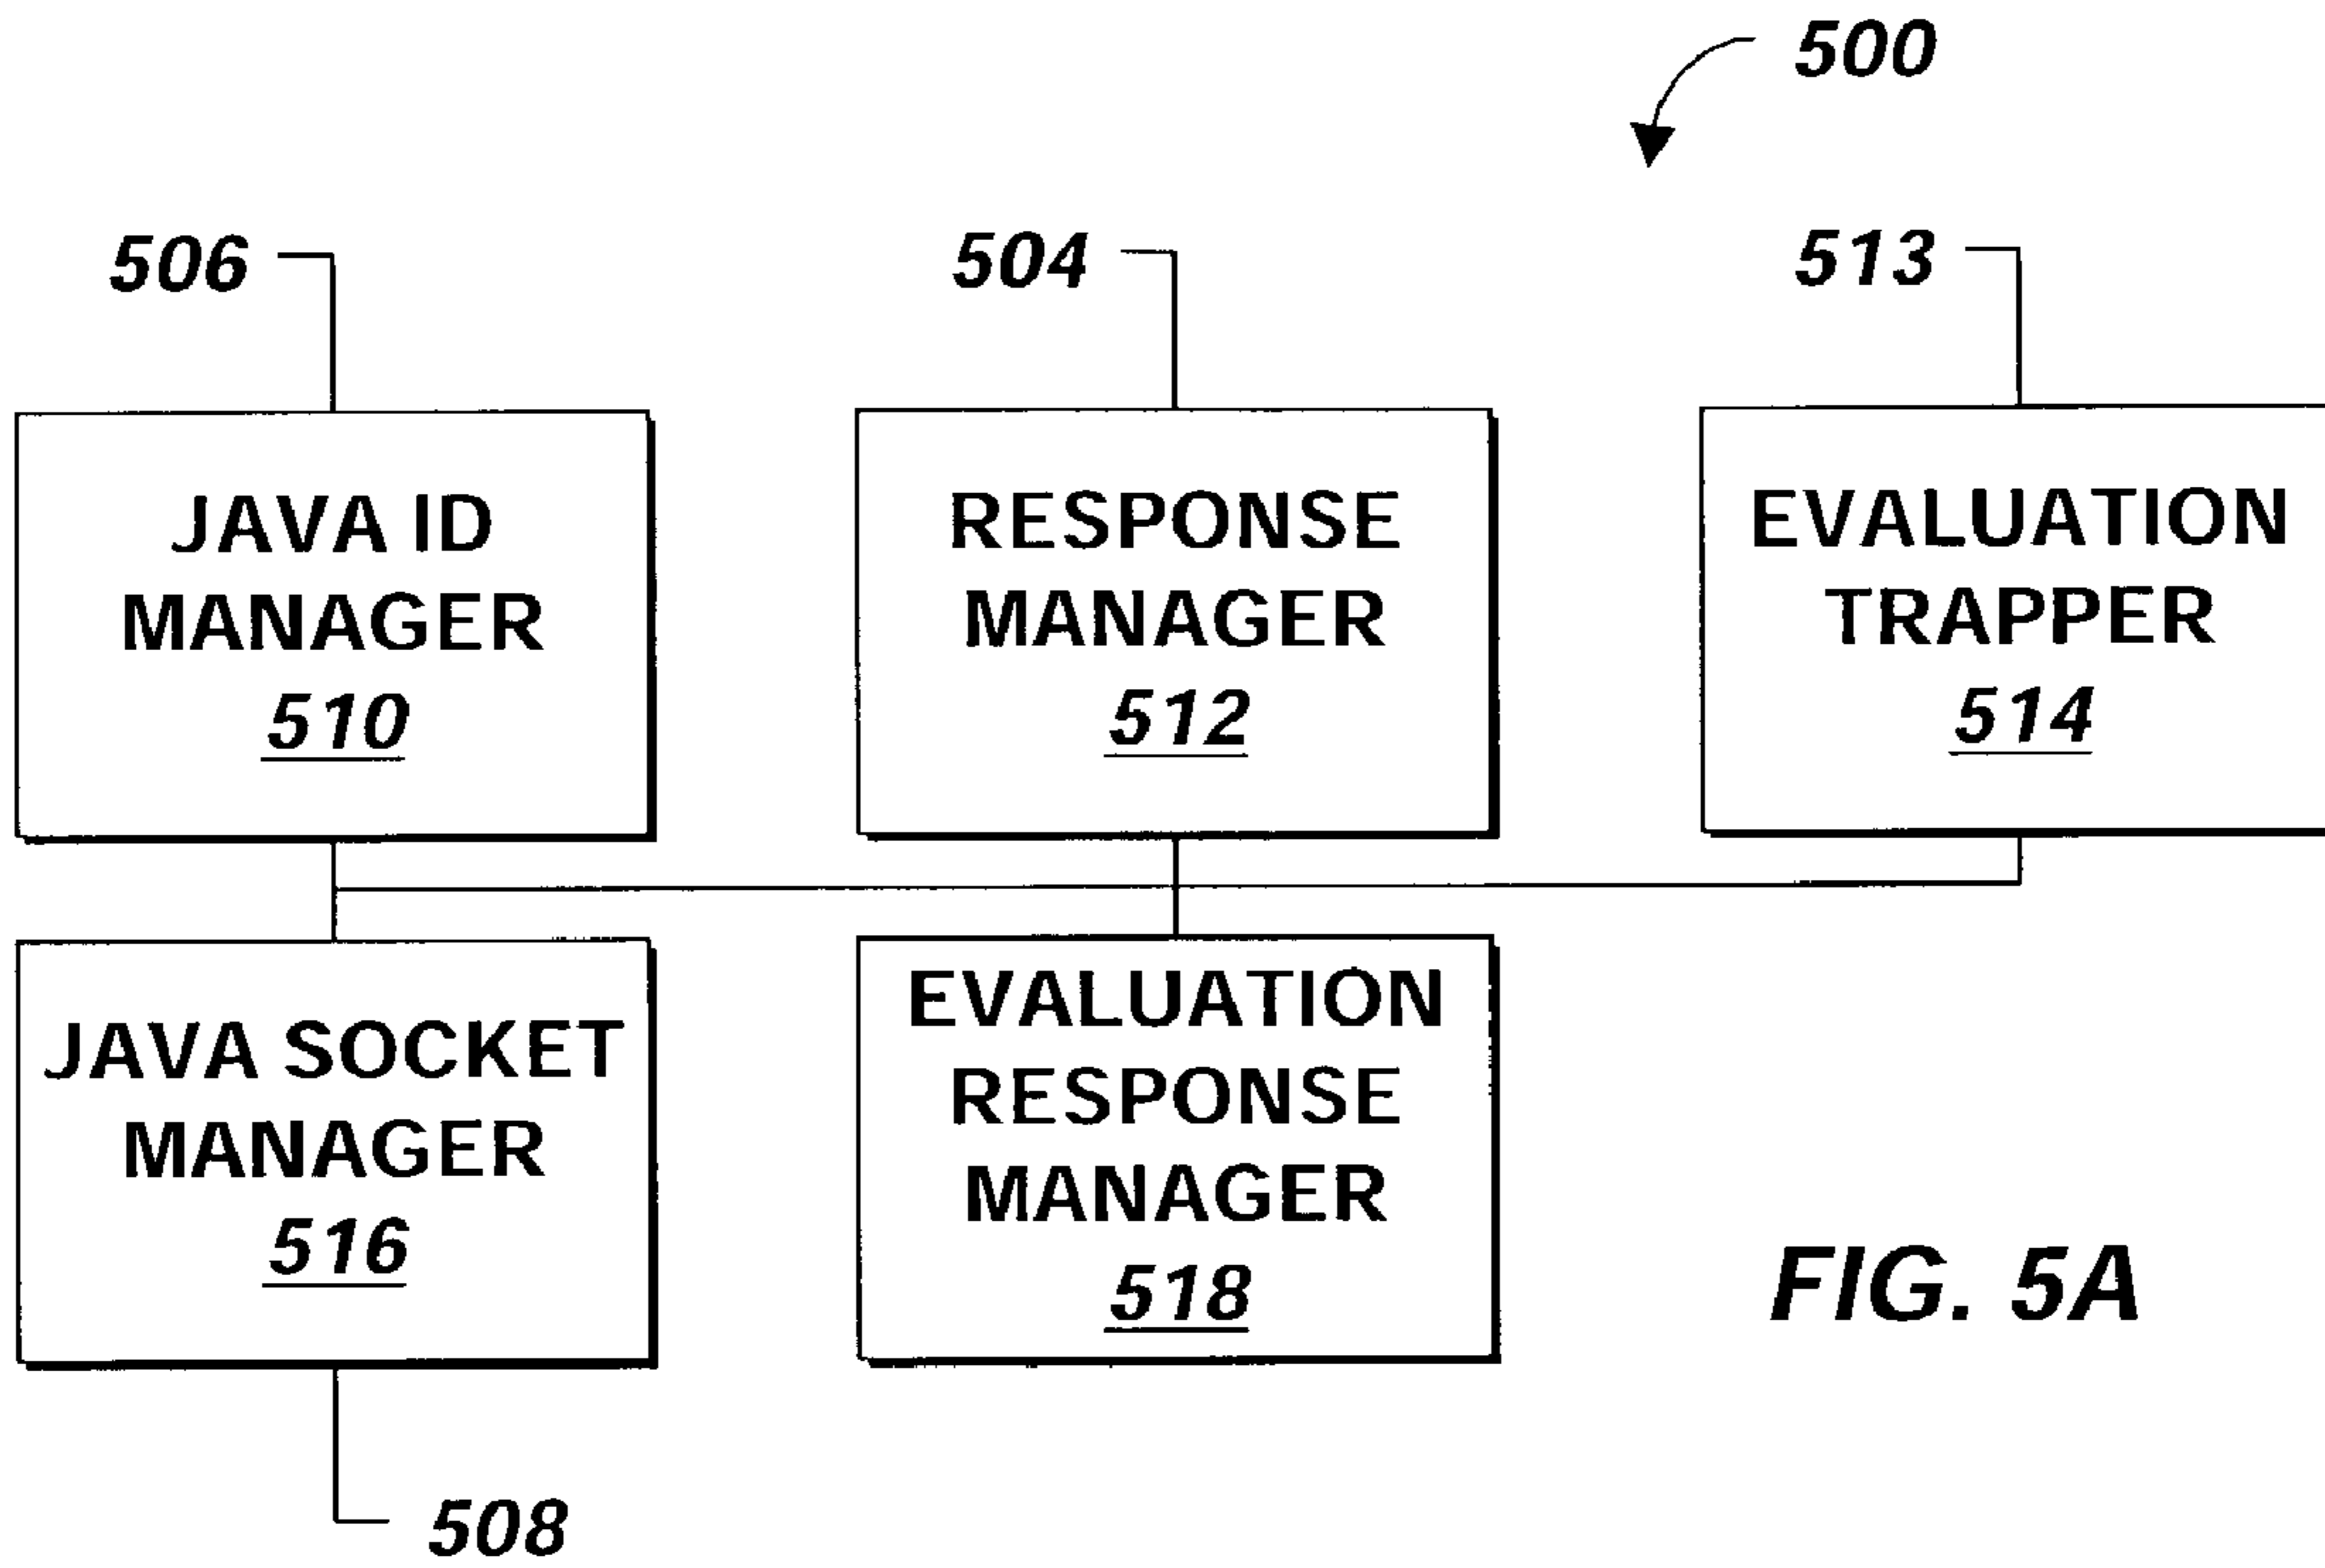 500
506
504
513
JAVA ID
MANAGER
510
RESPONSE
MANAGER
512
EVALUATION
TRAPPER
514
JAVA SOCKET
MANAGER
516
EVALUATION
RESPONSE
MANAGER
518
FIG. 5A
508